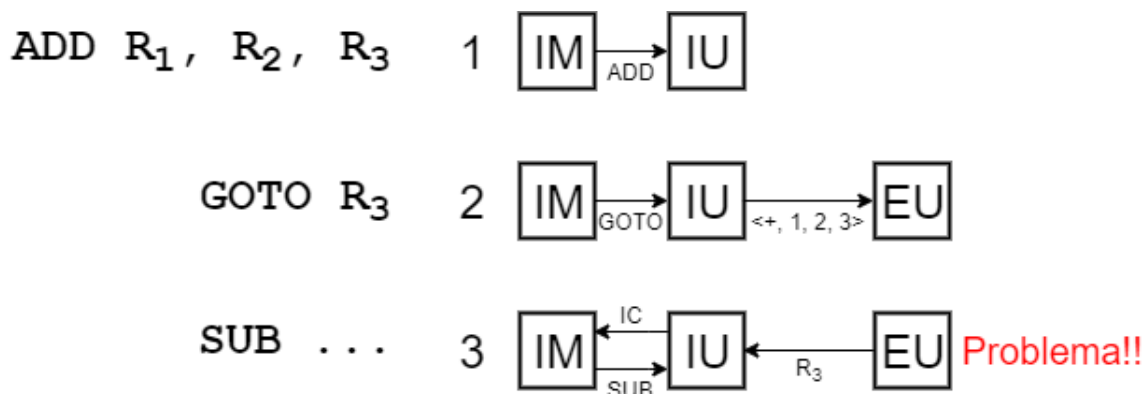 ADD R₁, R₂, R₃ 1 IM ADD IU
GOTO R₃ 2 IM GOTO IU <+, 1, 2, 3> EU
SUB ... 3 IM IC SUB IU R₃ EU Problema!!